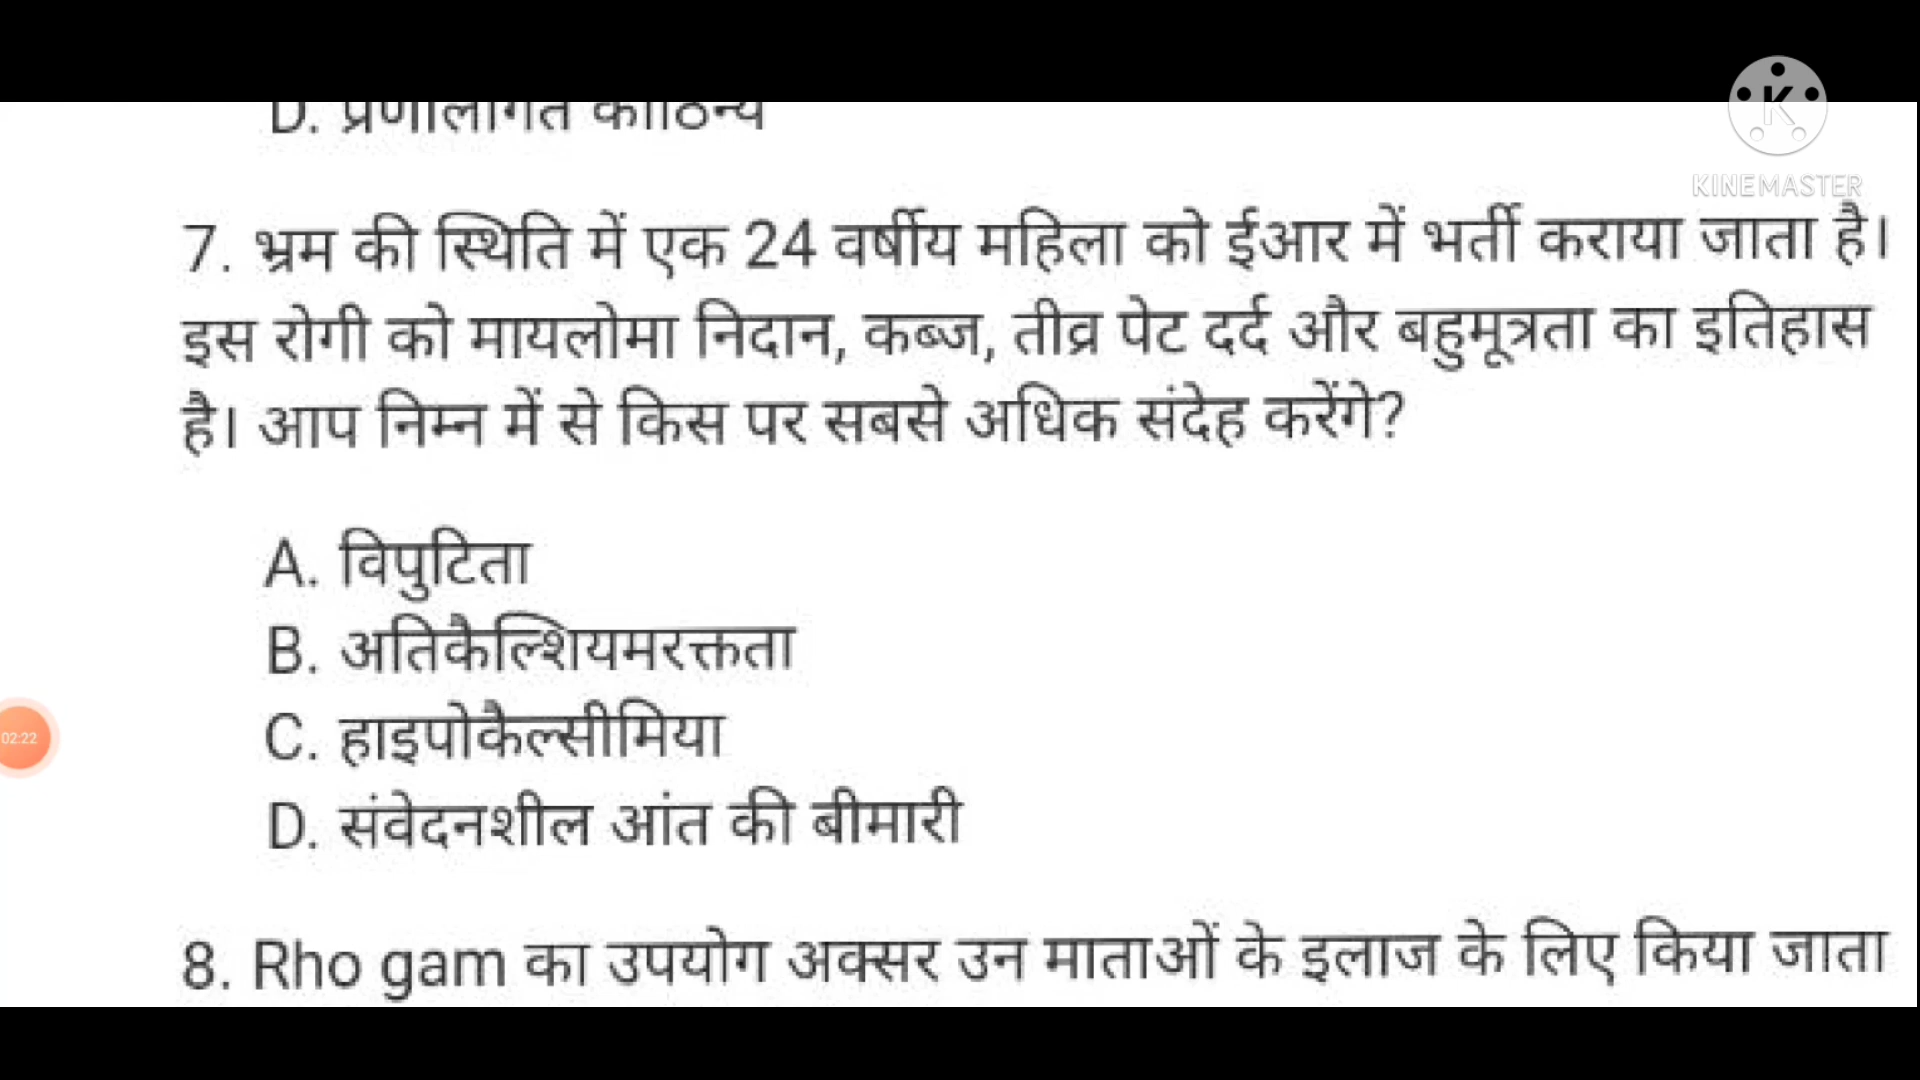 D. प्रणालीगत काठिन्य
KINEMASTER
7. भ्रम की स्थिति में एक 24 वर्षीय महिला को ईआर में भर्ती कराया जाता है।
इस रोगी को मायलोमा निदान, कब्ज, तीव्र पेट दर्द और बहुमूत्रता का इतिहास
है। आप निम्न में से किस पर सबसे अधिक संदेह करेंगे?
A. विपुटिता
B. अतिकैल्शियमरक्तता
C. हाइपोकैल्सीमिया
02:22
D. संवेदनशील आंत की बीमारी
8. Rho gam का उपयोग अक्सर उन माताओं के इलाज के लिए किया जाता